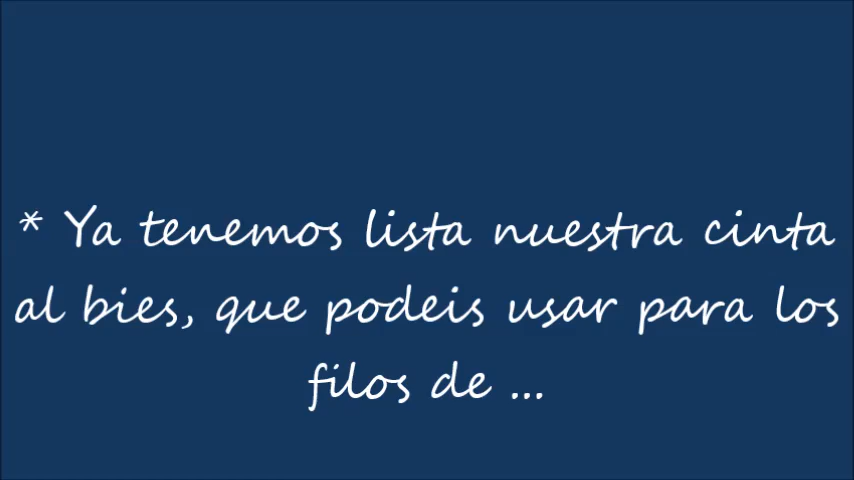 * Ya tenemos lista nuestra cinta
al bies, que podeis usar para los
filos de ...